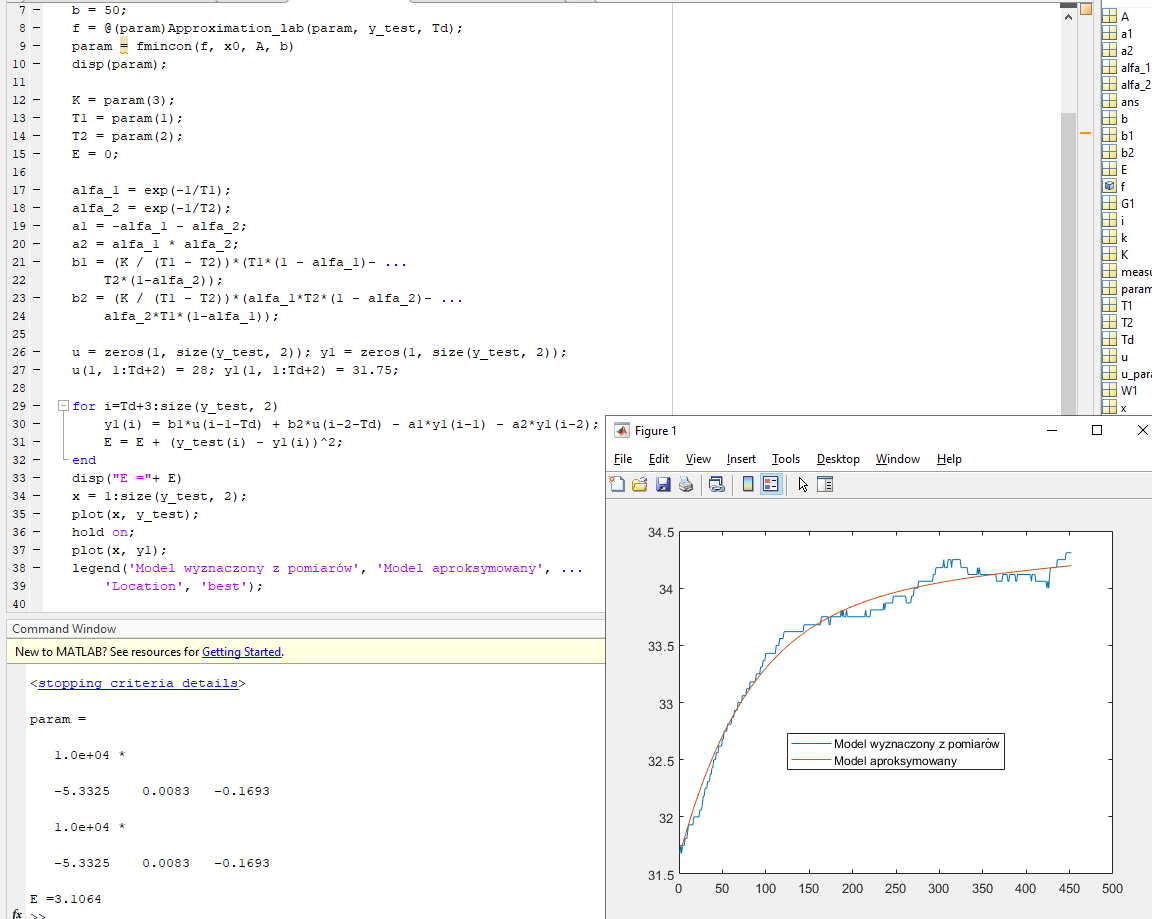 7 - b = 50;
8 - f = @(param)Approximation_lab(param, y_test, Td);
9 - param = fmincon(f, x0, A, b)
10 - disp(param);
11
12 - K = param(3);
13 - T1 = param(1);
14 - T2 = param(2);
15 - E = 0;
16
17 - alfa_1 = exp(-1/T1);
18 - alfa_2 = exp(-1/T2);
19 - a1 = -alfa_1 - alfa_2;
20 - a2 = alfa_1 * alfa_2;
21 - b1 = (K / (T1 - T2))*(T1*(1 - alfa_1)- ...
22 T2*(1-alfa_2));
23 - b2 = (K / (T1 - T2))*(alfa_1*T2*(1 - alfa_2)- ...
24 alfa_2*T1*(1-alfa_1));
25
26 - u = zeros(1, size(y_test, 2)); y1 = zeros(1, size(y_test, 2));
27 - u(1, 1:Td+2) = 28; y1(1, 1:Td+2) = 31.75;
28
29 - for i=Td+3:size(y_test, 2)
30 - y1(i) = b1*u(i-1-Td) + b2*u(i-2-Td) - a1*y1(i-1) - a2*y1(i-2);
31 - E = E + (y_test(i) - y1(i))^2;
32 - end
33 - disp("E ="+ E)
34 - x = 1:size(y_test, 2);
35 - plot(x, y_test);
36 - hold on;
37 - plot(x, y1);
38 - legend('Model wyznaczony z pomiarów', 'Model aproksymowany', ...
39 'Location', 'best');
40
Command Window
New to MATLAB? See resources for Getting Started.
<stopping criteria details>
param =
1.0e+04 *
-5.3325 0.0083 -0.1693
1.0e+04 *
-5.3325 0.0083 -0.1693
E =3.1064
fx >>
A
a1
a2
alfa_1
alfa_2
ans
b
b1
b2
E
f
G1
i
k
K
measu
param
T1
T2
Td
u
u_para
W1
x
Figure 1
File Edit View Insert Tools Desktop Window Help
34.5
34
33.5
33
32.5
32
31.5
0 50 100 150 200 250 300 350 400 450 500
Model wyznaczony z pomiarów
Model aproksymowany